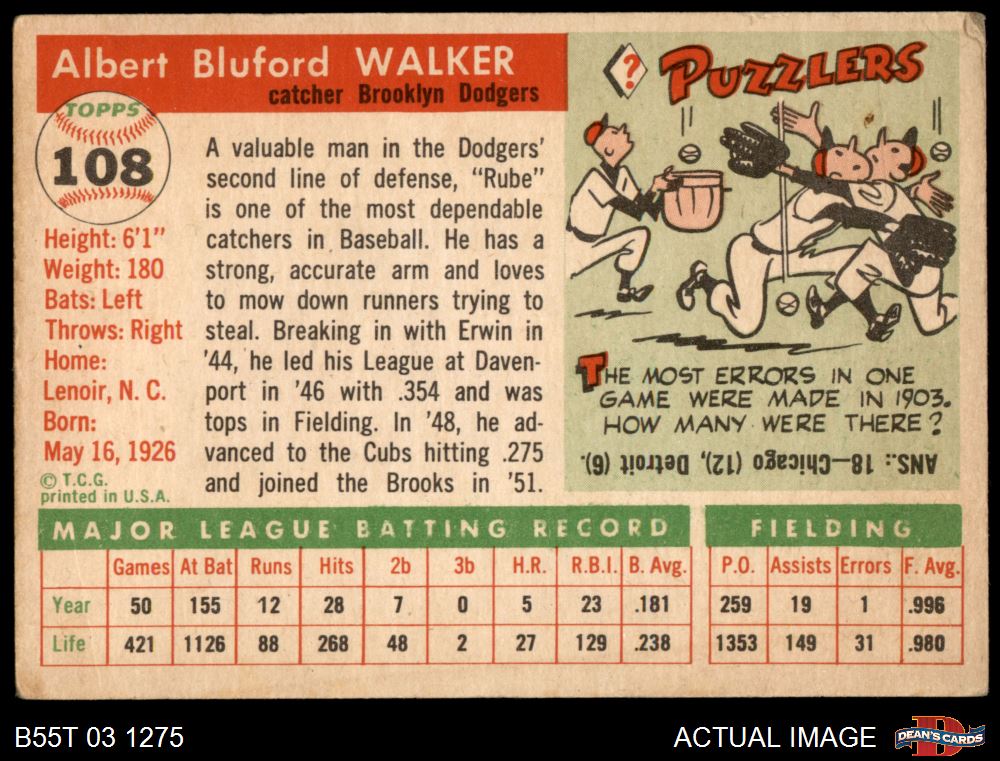 Albert Bluford WALKER
catcher Brooklyn Dodgers
TOPPS
108
Height: 6'1"
Weight: 180
Bats: Left
Throws: Right
Home:
Lenoir, N. C.
Born:
May 16, 1926
© T.C.G.
printed in U.S.A.
A valuable man in the Dodgers'
second line of defense, "Rube"
is one of the most dependable
catchers in Baseball. He has a
strong, accurate arm and loves
to mow down runners trying to
steal. Breaking in with Erwin in
'44, he led his League at Daven-
port in '46 with .354 and was
tops in Fielding. In '48, he ad-
vanced to the Cubs hitting .275
and joined the Brooks in '51.
? PUZZLERS
THE MOST ERRORS IN ONE
GAME WERE MADE IN 1903.
HOW MANY WERE THERE?
ANS.: 18—Chicago (12), Detroit (6).
MAJOR LEAGUE BATTING RECORD FIELDING
Games At Bat Runs Hits 2b 3b H.R. R.B.I. B. Avg. P.O. Assists Errors F. Avg.
Year 50 155 12 28 7 0 5 23 .181 259 19 1 .996
Life 421 1126 88 268 48 2 27 129 .238 1353 149 31 .980
B55T 03 1275
ACTUAL IMAGE
D
DEAN'S CARDS